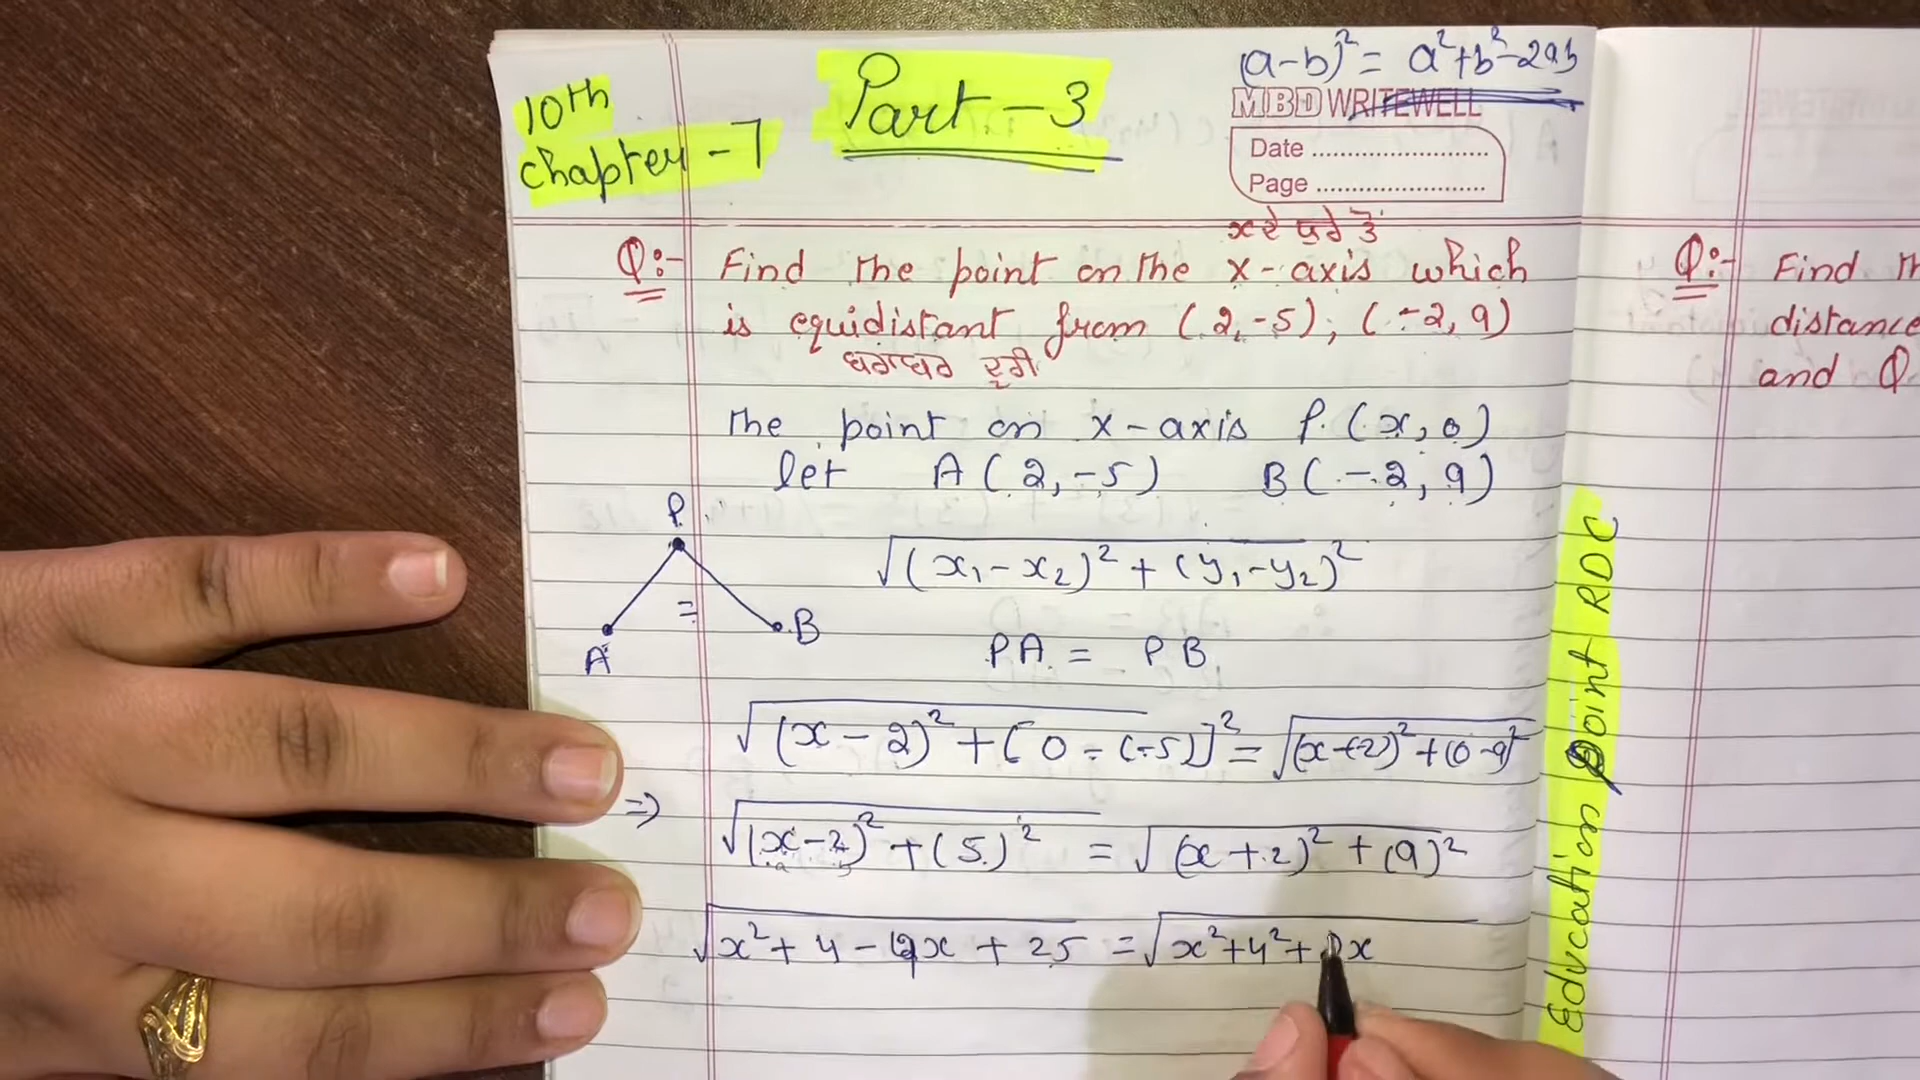 10th
chapter - 7
Part - 3
(a-b)² = a²+b²-2ab
MBD WRITEWELL
Date
Page
x ਦੇ ਧੁਰੇ ਤੇ
Q:- Find the point on the x-axis which
is equidistant from (2,-5), (-2, 9)
ਬਰਾਬਰ ਦੂਰੀ
The point on x-axis P. (x, 0)
let A (2, -5) B (-2, 9)
P
A
B
=
√(x₁-x₂)² + (y₁-y₂)²
PA = PB
√(x-2)² + [0-(-5)]² = √(x-(-2))² + (0-9)²
⇒ √(x-2)² + (5)² = √(x+2)² + (9)²
√x²+4-4x+25 = √x²+4²+ x
Education Point RDC
Q:- Find th
distance
and Q